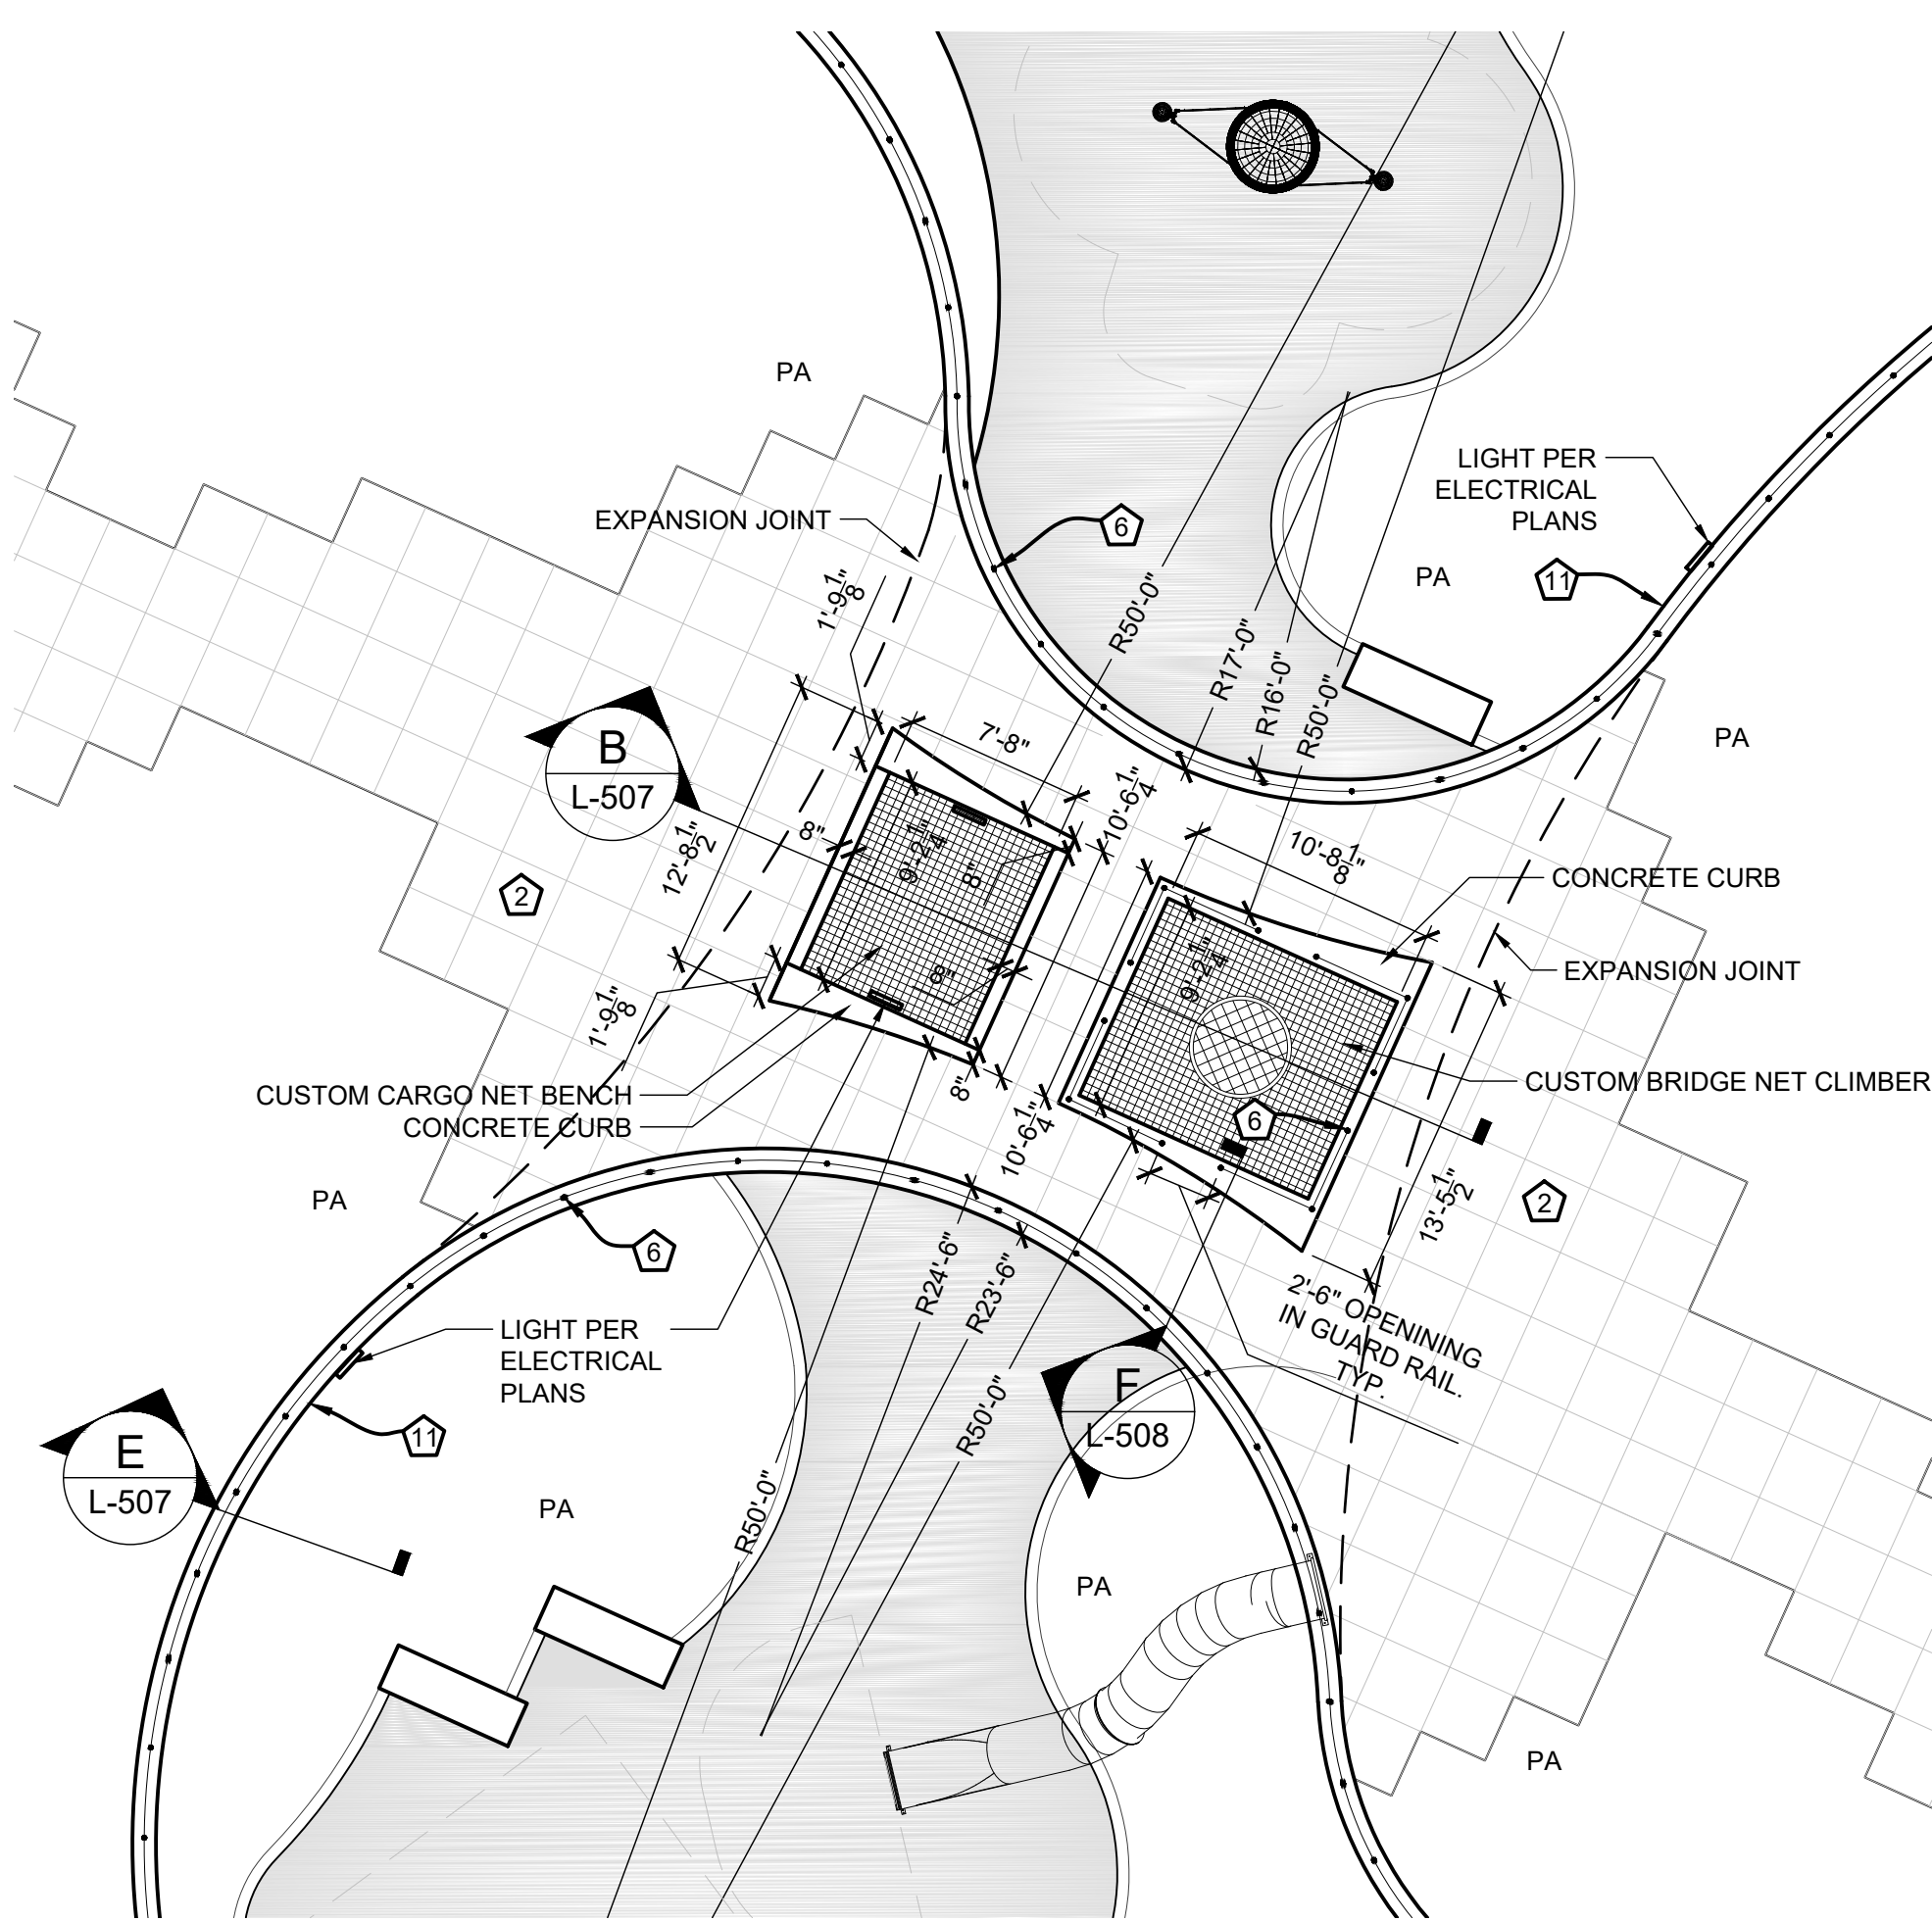 PA
LIGHT PER
ELECTRICAL
PLANS
EXPANSION JOINT
6
PA
11
1'-9 1/8"
R50'-0"
R17'-0"
R16'-0"
R50'-0"
PA
B
L-507
7'-8"
10'-6 1/4"
8"
12'-8 1/2"
9'-2 1/4"
8"
10'-8 1/8"
CONCRETE CURB
2
9'-2 1/4"
EXPANSION JOINT
8"
1'-9 1/8"
CUSTOM CARGO NET BENCH
CONCRETE CURB
8"
10'-6 1/4"
CUSTOM BRIDGE NET CLIMBER
6
PA
13'-5 1/2"
2
6
R24'-6"
R23'-6"
2'-6" OPENINING
IN GUARD RAIL.
TYP.
LIGHT PER
ELECTRICAL
PLANS
R50'-0"
F
L-508
11
E
L-507
PA
R50'-0"
PA
PA